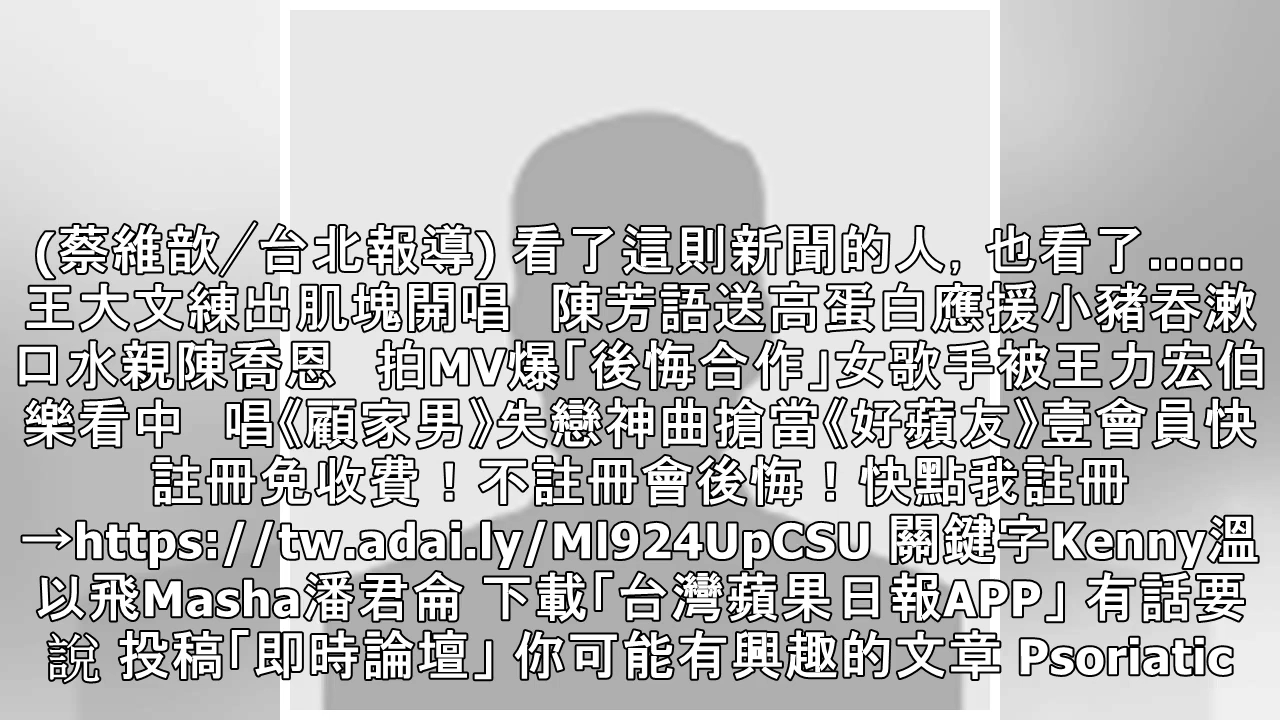 (蔡維歆╱台北報導) 看了這則新聞的人, 也看了……
王大文練出肌塊開唱 陳芳語送高蛋白應援小豬吞漱
口水親陳喬恩 拍MV爆「後悔合作」女歌手被王力宏伯
樂看中 唱《顧家男》失戀神曲搶當《好蘋友》壹會員快
註冊免收費！不註冊會後悔！快點我註冊
→https://tw.adai.ly/Ml924UpCSU 關鍵字Kenny溫
以飛Masha潘君侖 下載「台灣蘋果日報APP」有話要
說 投稿「即時論壇」 你可能有興趣的文章 Psoriatic